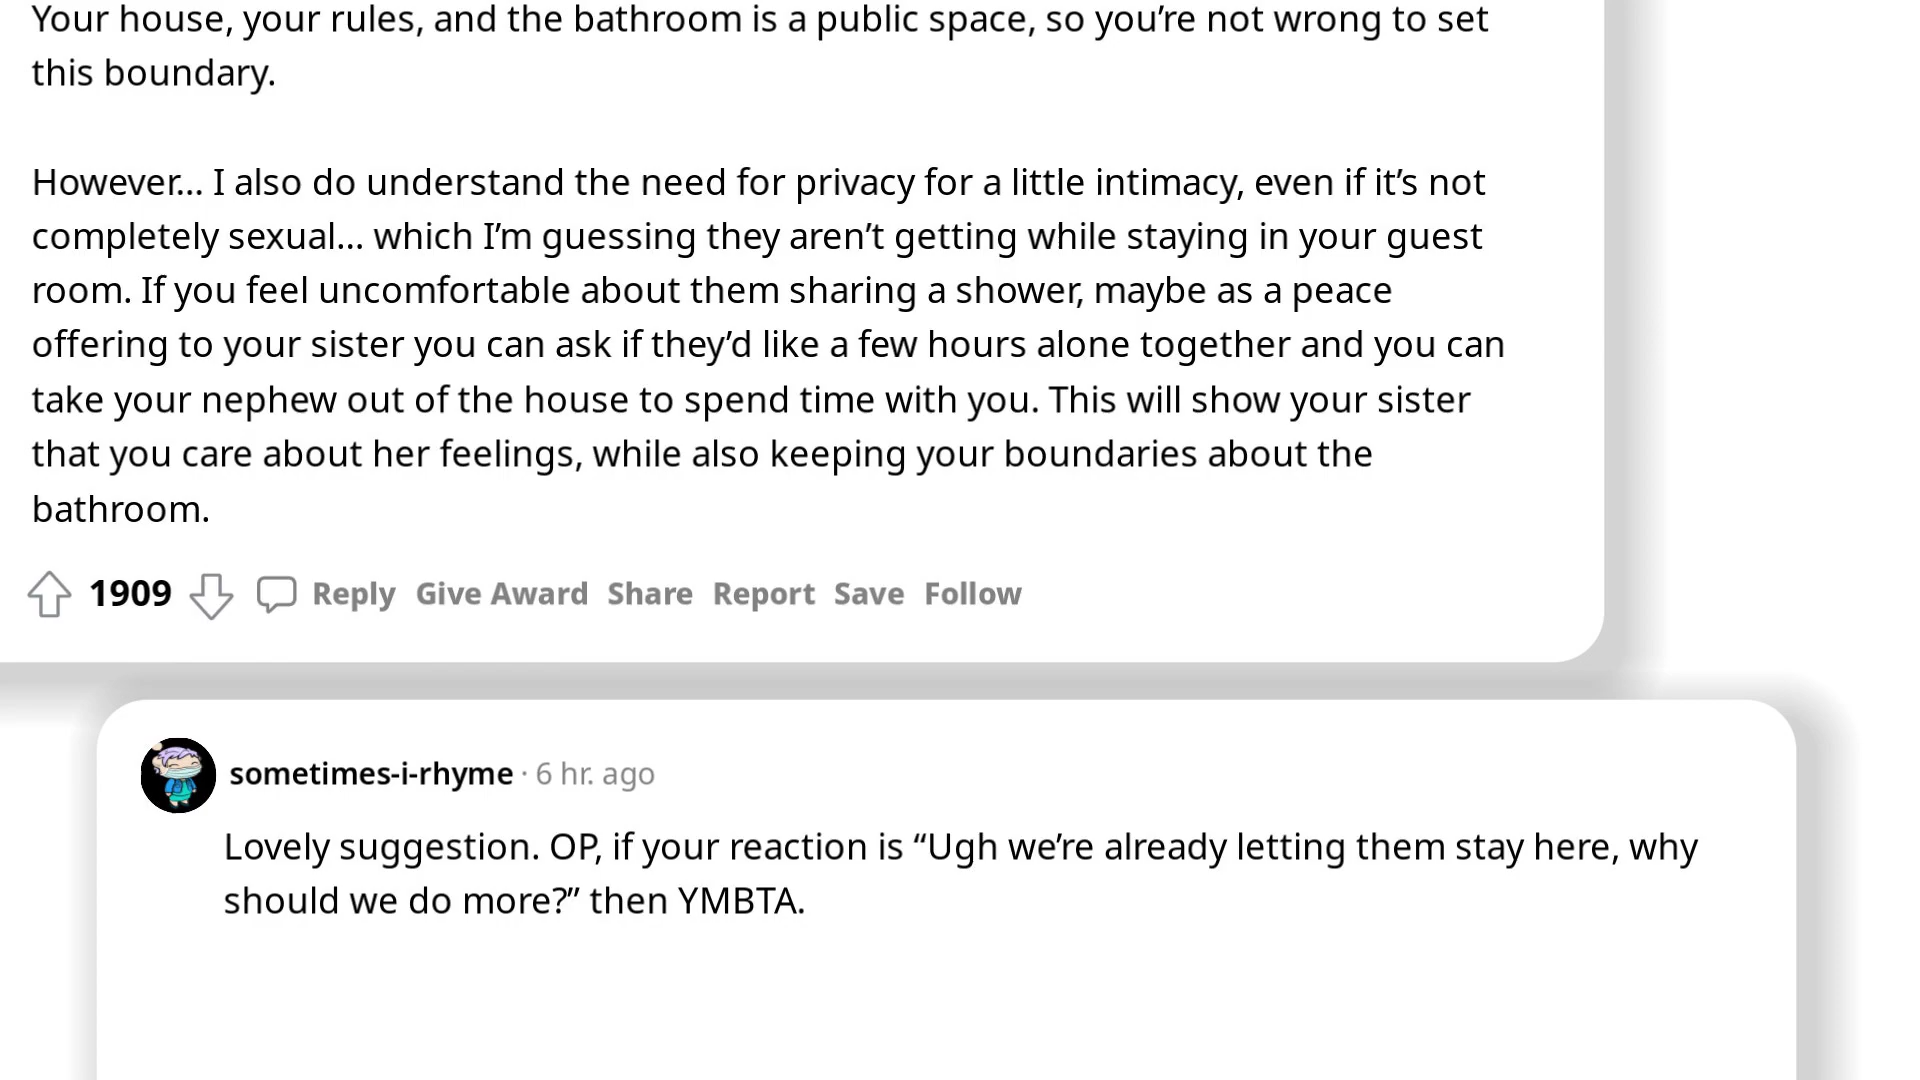 Your house, your rules, and the bathroom is a public space, so you’re not wrong to set
this boundary.
However... I also do understand the need for privacy for a little intimacy, even if it’s not
completely sexual... which I’m guessing they aren’t getting while staying in your guest
room. If you feel uncomfortable about them sharing a shower, maybe as a peace
offering to your sister you can ask if they’d like a few hours alone together and you can
take your nephew out of the house to spend time with you. This will show your sister
that you care about her feelings, while also keeping your boundaries about the
bathroom.
1909 Reply Give Award Share Report Save Follow
sometimes-i-rhyme · 6 hr. ago
Lovely suggestion. OP, if your reaction is “Ugh we’re already letting them stay here, why
should we do more?” then YMBTA.